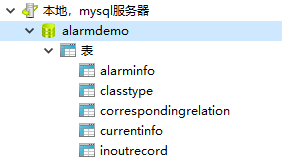 本地，mysql服务器
alarmdemo
表
alarminfo
classtype
correspondingrelation
currentinfo
inoutrecord